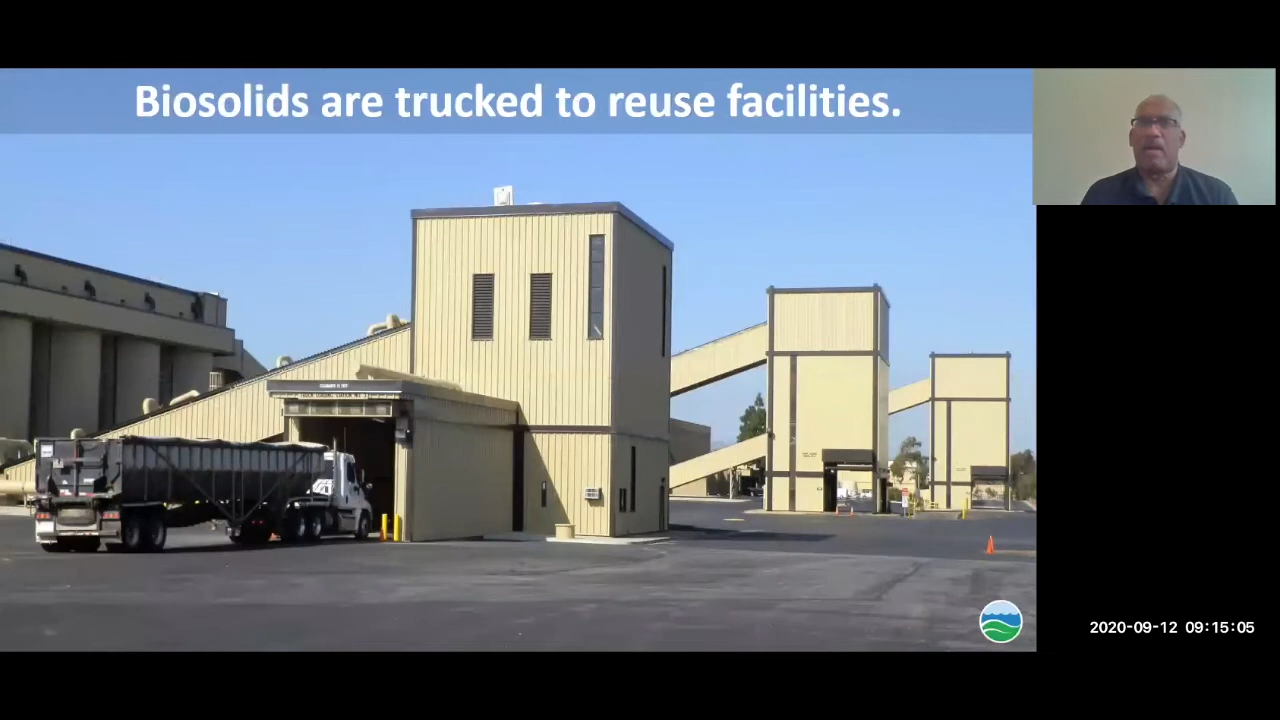 Biosolids are trucked to reuse facilities.
2020-09-12 09:15:05